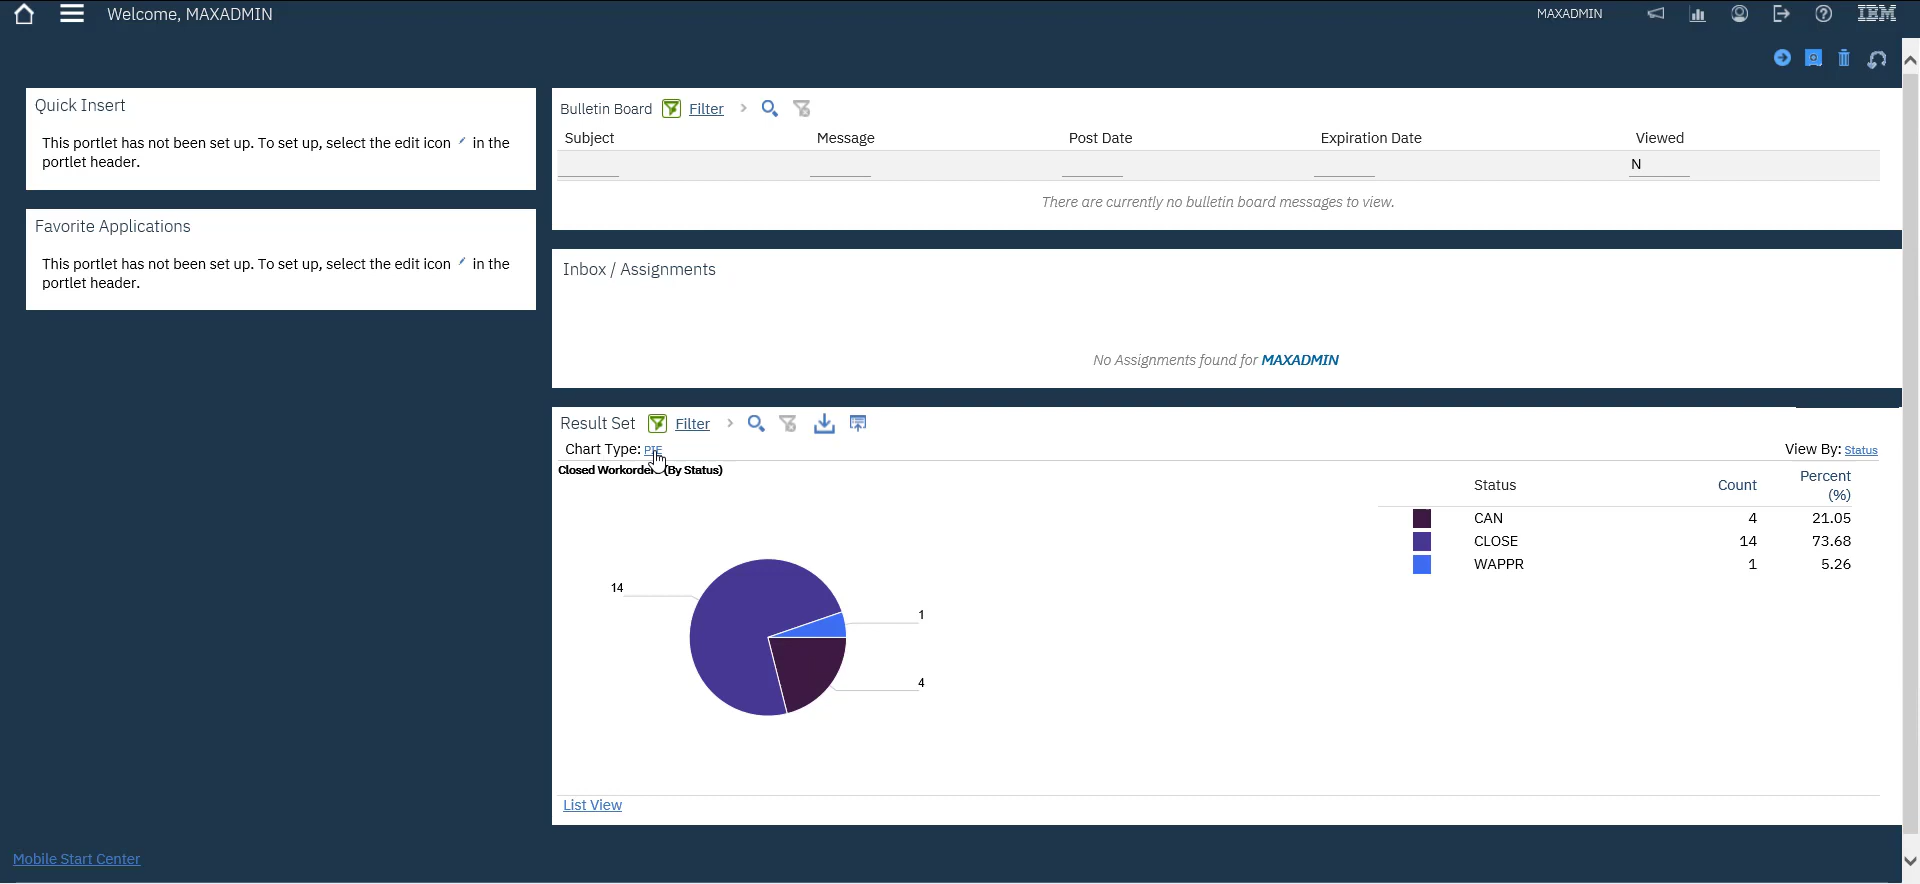 Welcome, MAXADMIN
MAXADMIN
IBM
Quick Insert
This portlet has not been set up. To set up, select the edit icon in the
portlet header.
Favorite Applications
This portlet has not been set up. To set up, select the edit icon in the
portlet header.
Bulletin Board Filter
Subject Message Post Date Expiration Date Viewed
N
There are currently no bulletin board messages to view.
Inbox / Assignments
No Assignments found for MAXADMIN
Result Set Filter
Chart Type: PIE
View By: Status
Closed Workorder (By Status)
Status Count Percent
(%)
CAN 4 21.05
CLOSE 14 73.68
WAPPR 1 5.26
14
1
4
List View
Mobile Start Center